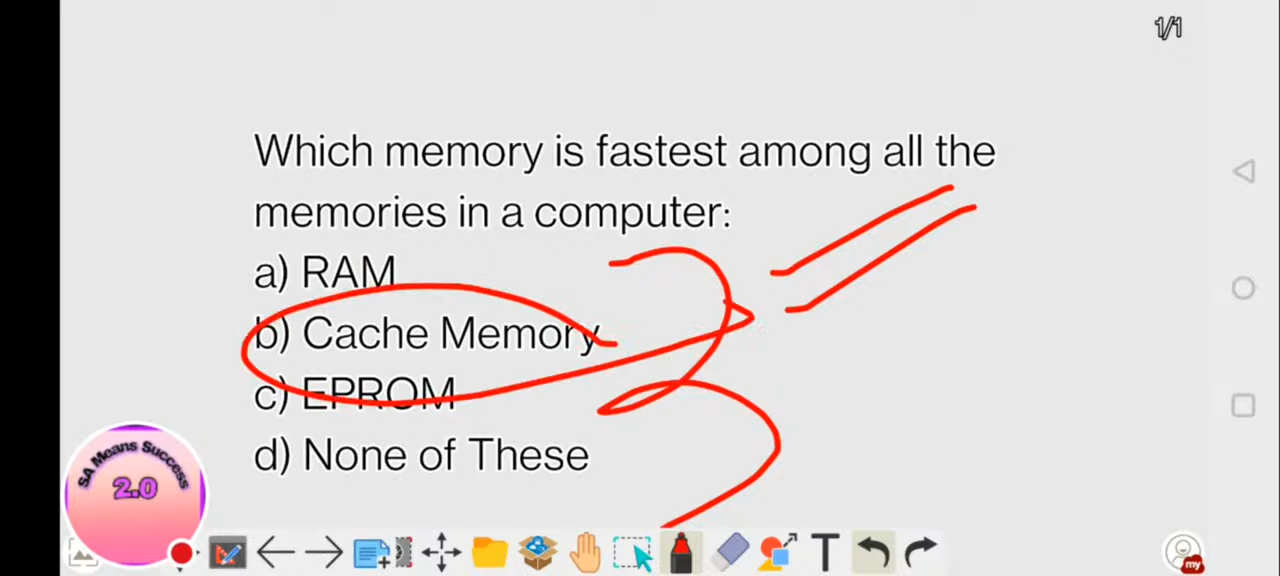 1/1
Which memory is fastest among all the
memories in a computer:
a) RAM
b) Cache Memory
c) EPROM
d) None of These
SA Means Success
2.0
T
my